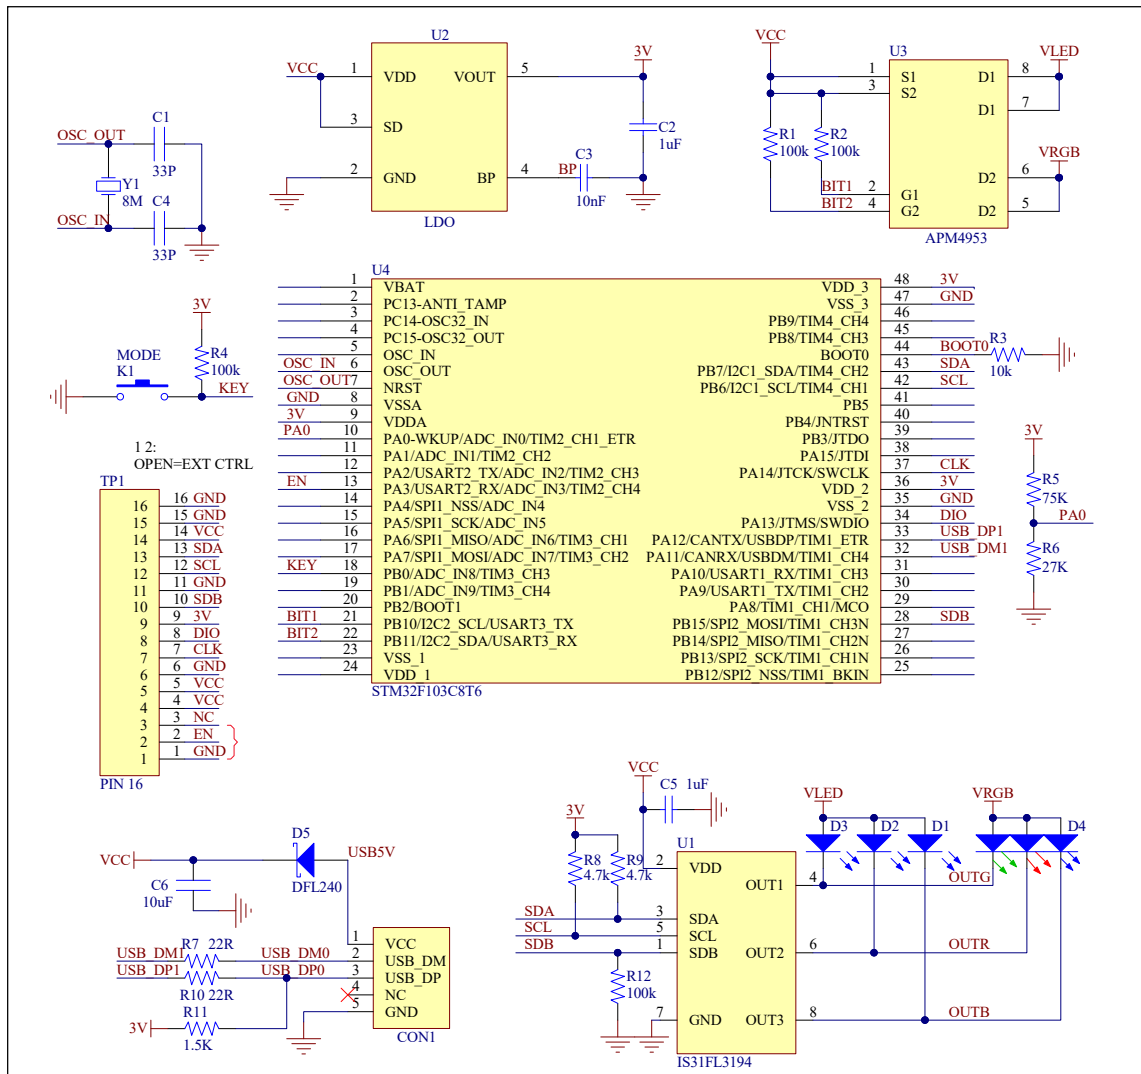 U2
VCC 1 VDD VOUT 5 3V
3 SD
2 GND BP 4 BP
LDO
C2
1uF
C3
10nF
VCC
U3
VLED
1 S1 D1 8
3 S2
D1 7
VRGB
D2 6
BIT1 2 G1
BIT2 4 G2 D2 5
APM4953
R1
100k
R2
100k
C1
OSC_OUT
33P
Y1
8M
C4
OSC_IN
33P
3V
R4
100k
MODE
K1
KEY
U4
1 VBAT VDD_3 48 3V
2 PC13-ANTI_TAMP VSS_3 47 GND
3 PC14-OSC32_IN PB9/TIM4_CH4 46
4 PC15-OSC32_OUT PB8/TIM4_CH3 45
5 OSC_IN BOOT0 44 BOOT0
OSC_IN 6 OSC_OUT PB7/I2C1_SDA/TIM4_CH2 43 SDA
OSC_OUT 7 NRST PB6/I2C1_SCL/TIM4_CH1 42 SCL
GND 8 VSSA PB5 41
3V 9 VDDA PB4/JNTRST 40
PA0 10 PA0-WKUP/ADC_IN0/TIM2_CH1_ETR PB3/JTDO 39
11 PA1/ADC_IN1/TIM2_CH2 PA15/JTDI 38
12 PA2/USART2_TX/ADC_IN2/TIM2_CH3 PA14/JTCK/SWCLK 37 CLK
EN 13 PA3/USART2_RX/ADC_IN3/TIM2_CH4 VDD_2 36 3V
14 PA4/SPI1_NSS/ADC_IN4 VSS_2 35 GND
15 PA5/SPI1_SCK/ADC_IN5 PA13/JTMS/SWDIO 34 DIO
16 PA6/SPI1_MISO/ADC_IN6/TIM3_CH1 PA12/CANTX/USBDP/TIM1_ETR 33 USB_DP1
17 PA7/SPI1_MOSI/ADC_IN7/TIM3_CH2 PA11/CANRX/USBDM/TIM1_CH4 32 USB_DM1
KEY 18 PB0/ADC_IN8/TIM3_CH3 PA10/USART1_RX/TIM1_CH3 31
19 PB1/ADC_IN9/TIM3_CH4 PA9/USART1_TX/TIM1_CH2 30
20 PB2/BOOT1 PA8/TIM1_CH1/MCO 29
BIT1 21 PB10/I2C2_SCL/USART3_TX PB15/SPI2_MOSI/TIM1_CH3N 28 SDB
BIT2 22 PB11/I2C2_SDA/USART3_RX PB14/SPI2_MISO/TIM1_CH2N 27
23 VSS_1 PB13/SPI2_SCK/TIM1_CH1N 26
24 VDD_1 PB12/SPI2_NSS/TIM1_BKIN 25
STM32F103C8T6
R3
10k
3V
R5
75K
PA0
R6
27K
1 2:
OPEN=EXT CTRL
TP1
16 16 GND
15 15 GND
14 14 VCC
13 13 SDA
12 12 SCL
11 11 GND
10 10 SDB
9 9 3V
8 8 DIO
7 7 CLK
6 6 GND
5 5 VCC
4 4 VCC
3 3 NC
2 2 EN
1 1 GND
PIN 16
D5
USB5V
VCC
DFL240
C6
10uF
1 VCC
USB_DM1 R7 22R USB_DM0 2 USB_DM
USB_DP1 USB_DP0 3 USB_DP
R10 22R 4 NC
5 GND
R11
3V
1.5K
CON1
VCC
C5 1uF
3V
R8
4.7k
R9
4.7k
U1
2 VDD OUT1 4
SDA 3 SDA
SCL 5 SCL
SDB 1 SDB OUT2 6
R12
100k
7 GND OUT3 8
IS31FL3194
VLED VRGB
D3 D2 D1 D4
OUTG
OUTR
OUTB